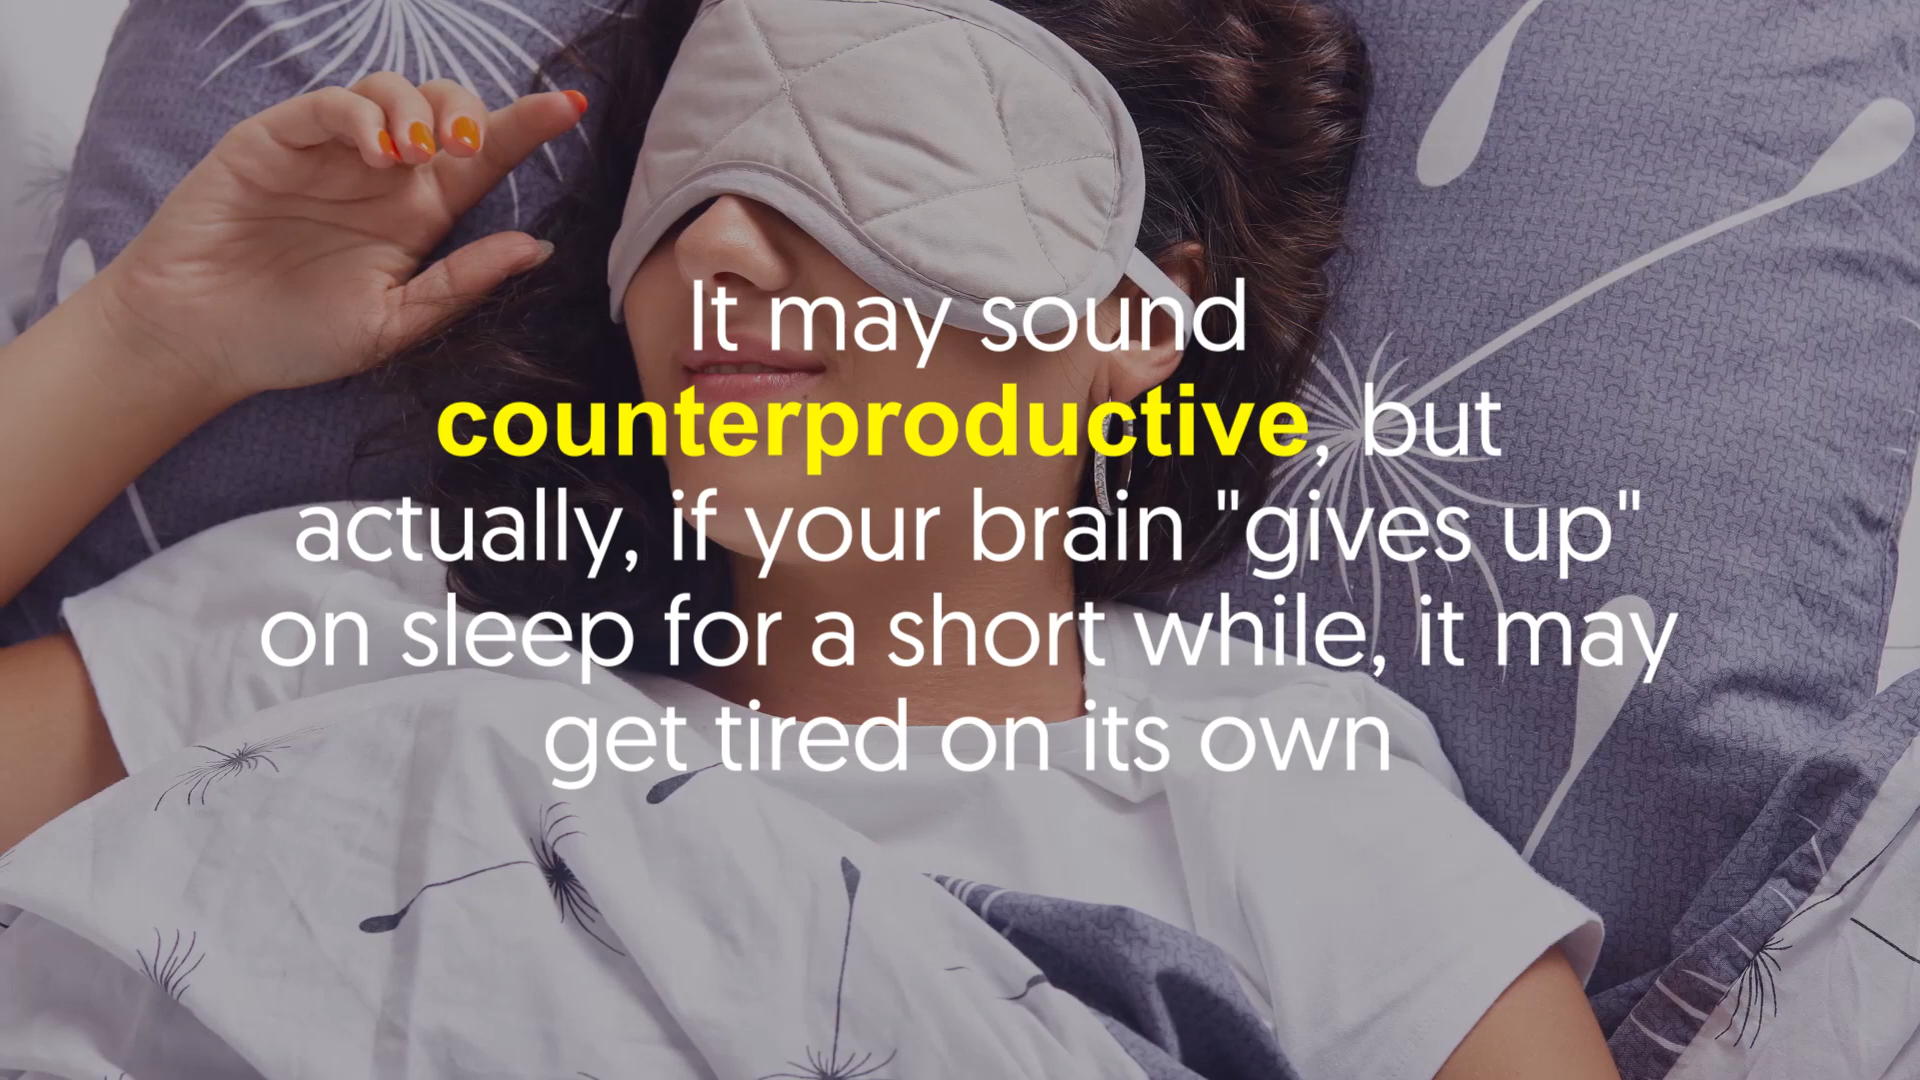 It may sound
counterproductive, but
actually, if your brain "gives up"
on sleep for a short while, it may
get tired on its own